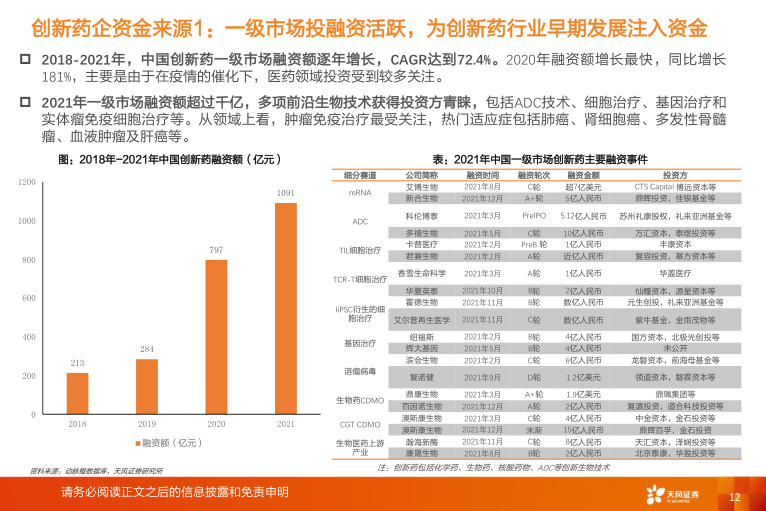 创新药企资金来源1：一级市场投融资活跃，为创新药行业早期发展注入资金
2018-2021年，中国创新药一级市场融资额逐年增长，CAGR达到72.4%。2020年融资额增长最快，同比增长
181%，主要是由于在疫情的催化下，医药领域投资受到较多关注。
2021年一级市场融资额超过千亿，多项前沿生物技术获得投资方青睐，包括ADC技术、细胞治疗、基因治疗和
实体瘤免疫细胞治疗等。从领域上看，肿瘤免疫治疗最受关注，热门适应症包括肺癌、肾细胞癌、多发性骨髓
瘤、血液肿瘤及肝癌等。
图：2018年-2021年中国创新药融资额（亿元）
1200
1000
800
600
400
200
0
213
284
797
1091
2018
2019
2020
2021
融资额（亿元）
表：2021年中国一级市场创新药主要融资事件
细分赛道 公司简称 融资时间 融资轮次 融资金额 投资方
mRNA
艾博生物 2021年8月 C轮 超7亿美元 CTS Capital 博远资本等
新合生物 2021年12月 A+轮 5亿人民币 鼎晖投资，佳银基金等
ADC
科伦博泰 2021年3月 PreIPO 5.12亿人民币 苏州礼康股权，礼来亚洲基金等
多禧生物 2021年5月 C轮 10亿人民币 万汇资本，泰煜投资等
TIL细胞治疗
卡替医疗 2021年2月 PreB 轮 1亿人民币 丰康资本
君赛生物 2021年2月 A轮 近亿人民币 复容投资，幂方资本等
TCR-T细胞治疗
香雪生命科学 2021年3月 A轮 1亿人民币 华盖医疗
华夏英泰 2021年10月 B轮 2亿人民币 仙瞳资本，源星资本等
IiPSC衍生的细
胞治疗
霍德生物 2021年11月 B轮 数亿人民币 元生创投，礼来亚洲基金等
艾尔普再生医学 2021年11月 C轮 数亿人民币 紫牛基金，金雨茂物等
基因治疗
纽福斯 2021年2月 B轮 4亿人民币 国方资本，北极光创投等
辉大基因 2021年5月 B轮 4亿人民币 未公开
溶瘤病毒
滨会生物 2021年2月 C轮 6亿人民币 龙磐资本，前海母基金等
复诺健 2021年9月 D轮 1.2亿美元 领道资本，磐霖资本等
生物药CDMO
鼎康生物 2021年3月 A+轮 1.9亿美元 鼎珮集团等
百因诺生物 2021年12月 A轮 2亿人民币 复瀛投资，道合科技投资等
CGT CDMO
澳斯康生物 2021年3月 C轮 4亿人民币 中金资本，金石投资等
澳斯康生物 2021年12月 未渐 15亿人民币 鼎晖百孚，金石投资
生物医药上游
产业
瀚海新酶 2021年11月 C轮 8亿人民币 天汇资本，泽娴投资等
康晟生物 2021年8月 B轮 2亿人民币 北京泰康，华盈投资等
资料来源：动脉橙数据库，天风证券研究所
注：创新药包括化学药、生物药、核酸药物、ADC等创新生物技术
请务必阅读正文之后的信息披露和免责申明
天风证券
TF SECURITIES
12